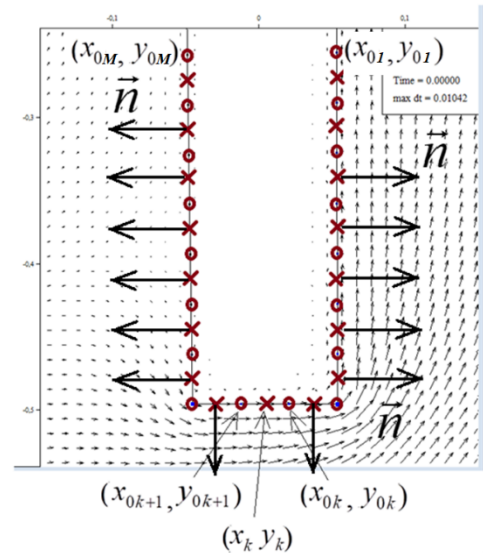 -0,1 0 0,1
(x₀M, y₀M) (x₀₁, y₀₁)
Time = 0.00000
max dt = 0.01042
n⃗ n⃗
-0,3
-0,4
-0,5
n⃗
(x₀k+1, y₀k+1) (x₀k, y₀k)
(xk yk)